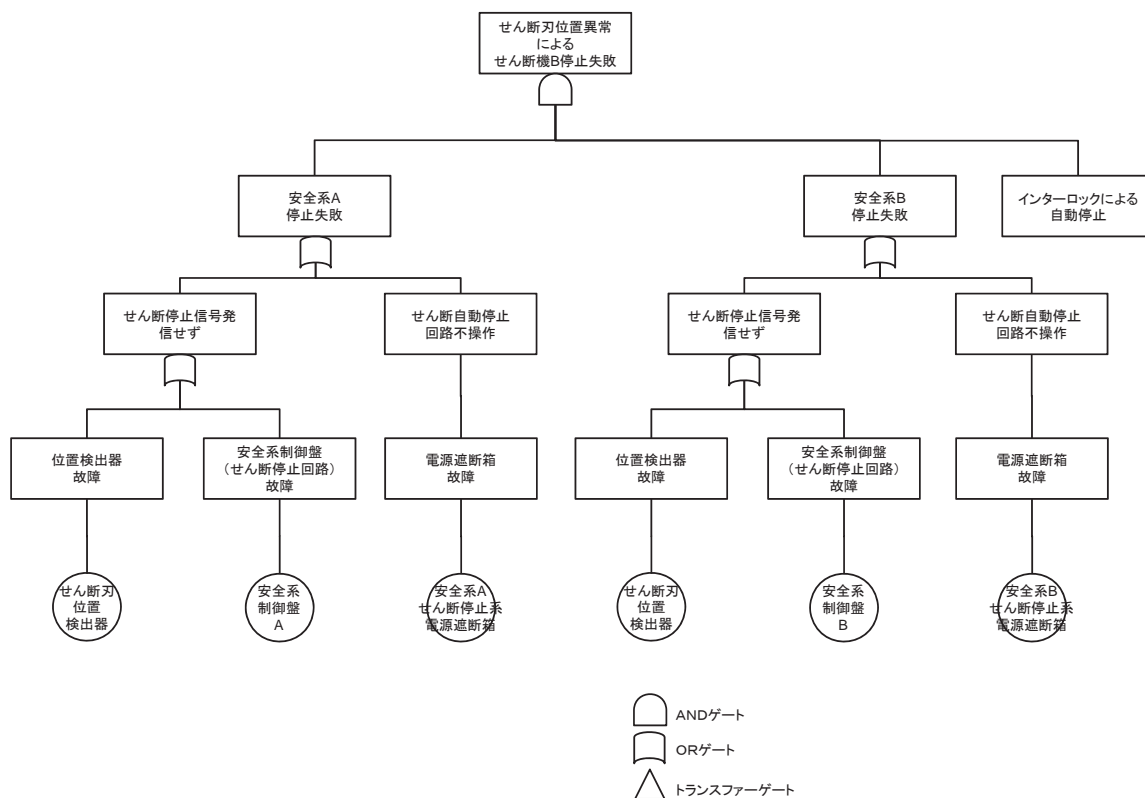 せん断刃位置異常
による
せん断機B停止失敗
安全系A
停止失敗
安全系B
停止失敗
インターロックによる
自動停止
せん断停止信号発
信せず
せん断自動停止
回路不操作
せん断停止信号発
信せず
せん断自動停止
回路不操作
位置検出器
故障
安全系制御盤
（せん断停止回路）
故障
電源遮断箱
故障
位置検出器
故障
安全系制御盤
（せん断停止回路）
故障
電源遮断箱
故障
せん断刃
位置
検出器
安全系
制御盤
A
安全系A
せん断停止系
電源遮断箱
せん断刃
位置
検出器
安全系
制御盤
B
安全系B
せん断停止系
電源遮断箱
ANDゲート
ORゲート
トランスファーゲート